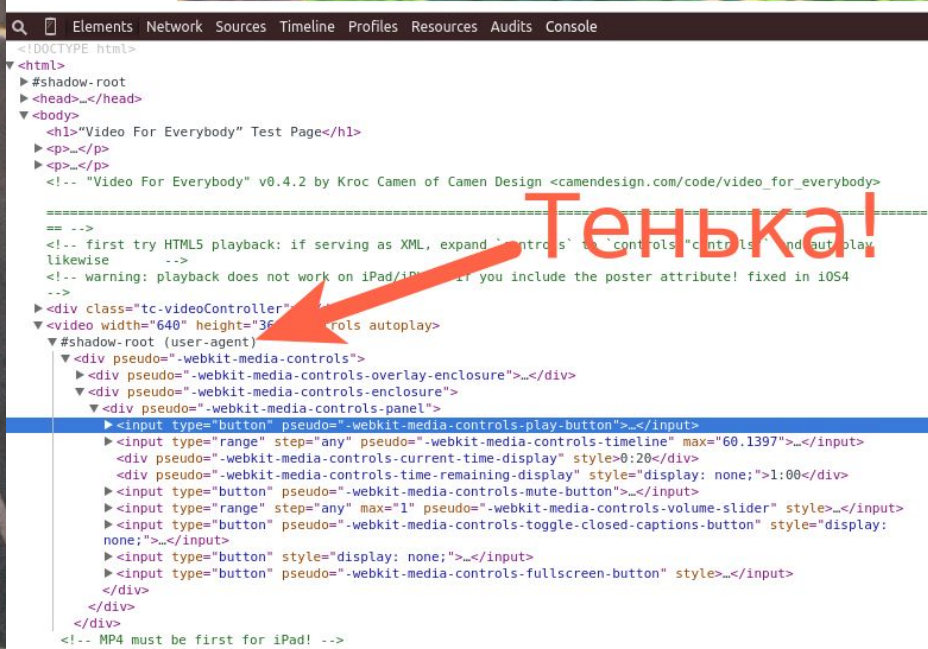 Elements Network Sources Timeline Profiles Resources Audits Console
<!DOCTYPE html>
▼<html>
▶#shadow-root
▶<head>…</head>
▼<body>
<h1>“Video For Everybody” Test Page</h1>
▶<p>…</p>
▶<p>…</p>
<!-- "Video For Everybody" v0.4.2 by Kroc Camen of Camen Design <camendesign.com/code/video_for_everybody>
Тенька!
== -->
<!-- first try HTML5 playback: if serving as XML, expand `controls` to `controls="controls"` and autoplay
likewise -->
<!-- warning: playback does not work on iPad/iPhone if you include the poster attribute! fixed in iOS4
-->
▶<div class="tc-videoController"
▼<video width="640" controls autoplay>
▼#shadow-root (user-agent)
▼<div pseudo="-webkit-media-controls">
▶<div pseudo="-webkit-media-controls-overlay-enclosure">…</div>
▼<div pseudo="-webkit-media-controls-enclosure">
▼<div pseudo="-webkit-media-controls-panel">
▶<input type="button" pseudo="-webkit-media-controls-play-button">…</input>
▶<input type="range" step="any" pseudo="-webkit-media-controls-timeline" max="60.1397">…</input>
<div pseudo="-webkit-media-controls-current-time-display" style>0:20</div>
<div pseudo="-webkit-media-controls-time-remaining-display" style="display: none;">1:00</div>
▶<input type="button" pseudo="-webkit-media-controls-mute-button">…</input>
▶<input type="range" step="any" max="1" pseudo="-webkit-media-controls-volume-slider" style>…</input>
▶<input type="button" pseudo="-webkit-media-controls-toggle-closed-captions-button" style="display:
none;">…</input>
▶<input type="button" style="display: none;">…</input>
▶<input type="button" pseudo="-webkit-media-controls-fullscreen-button" style>…</input>
</div>
</div>
</div>
<!-- MP4 must be first for iPad! -->